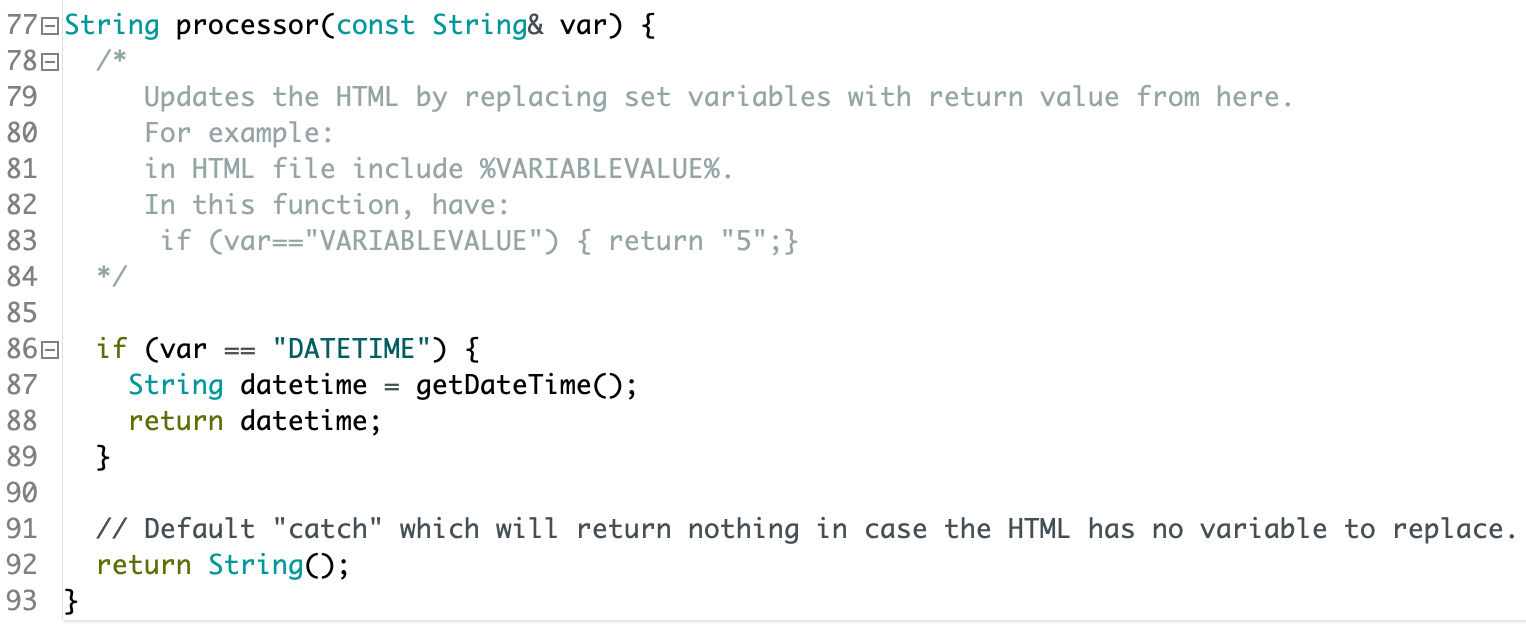 77 String processor(const String& var) {
78   /*
79      Updates the HTML by replacing set variables with return value from here.
80      For example:
81      in HTML file include %VARIABLEVALUE%.
82      In this function, have:
83       if (var=="VARIABLEVALUE") { return "5";}
84   */
85
86   if (var == "DATETIME") {
87     String datetime = getDateTime();
88     return datetime;
89   }
90
91   // Default "catch" which will return nothing in case the HTML has no variable to replace.
92   return String();
93 }